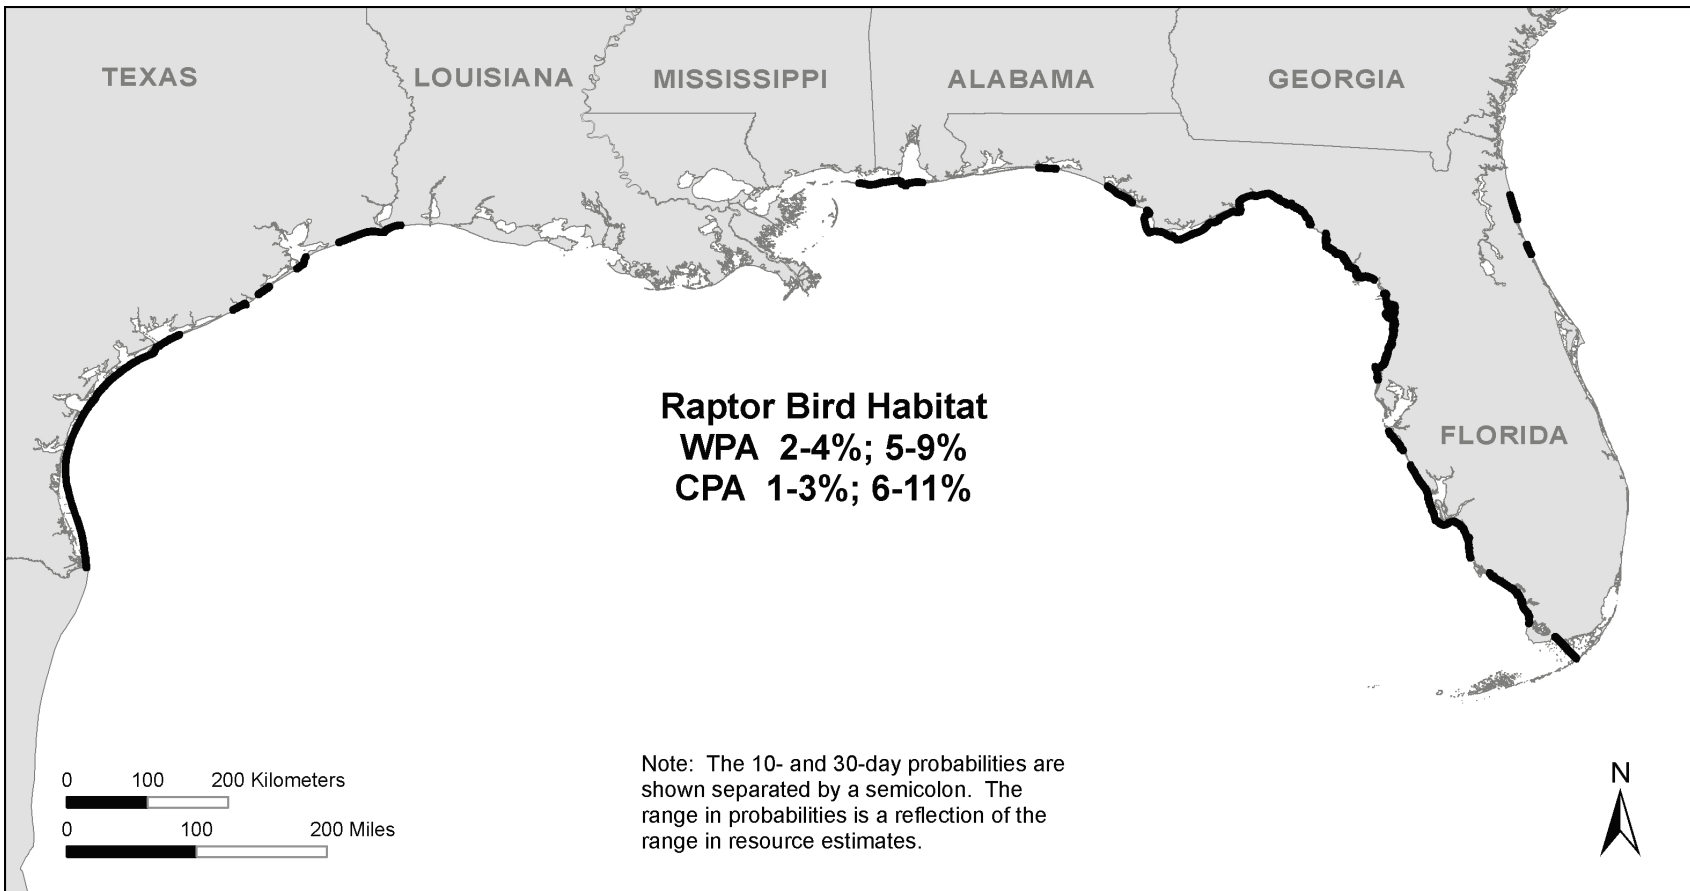 TEXAS
LOUISIANA
MISSISSIPPI
ALABAMA
GEORGIA
FLORIDA
Raptor Bird Habitat
WPA 2-4%; 5-9%
CPA 1-3%; 6-11%
0 100 200 Kilometers
0 100 200 Miles
Note: The 10- and 30-day probabilities are
shown separated by a semicolon. The
range in probabilities is a reflection of the
range in resource estimates.
N